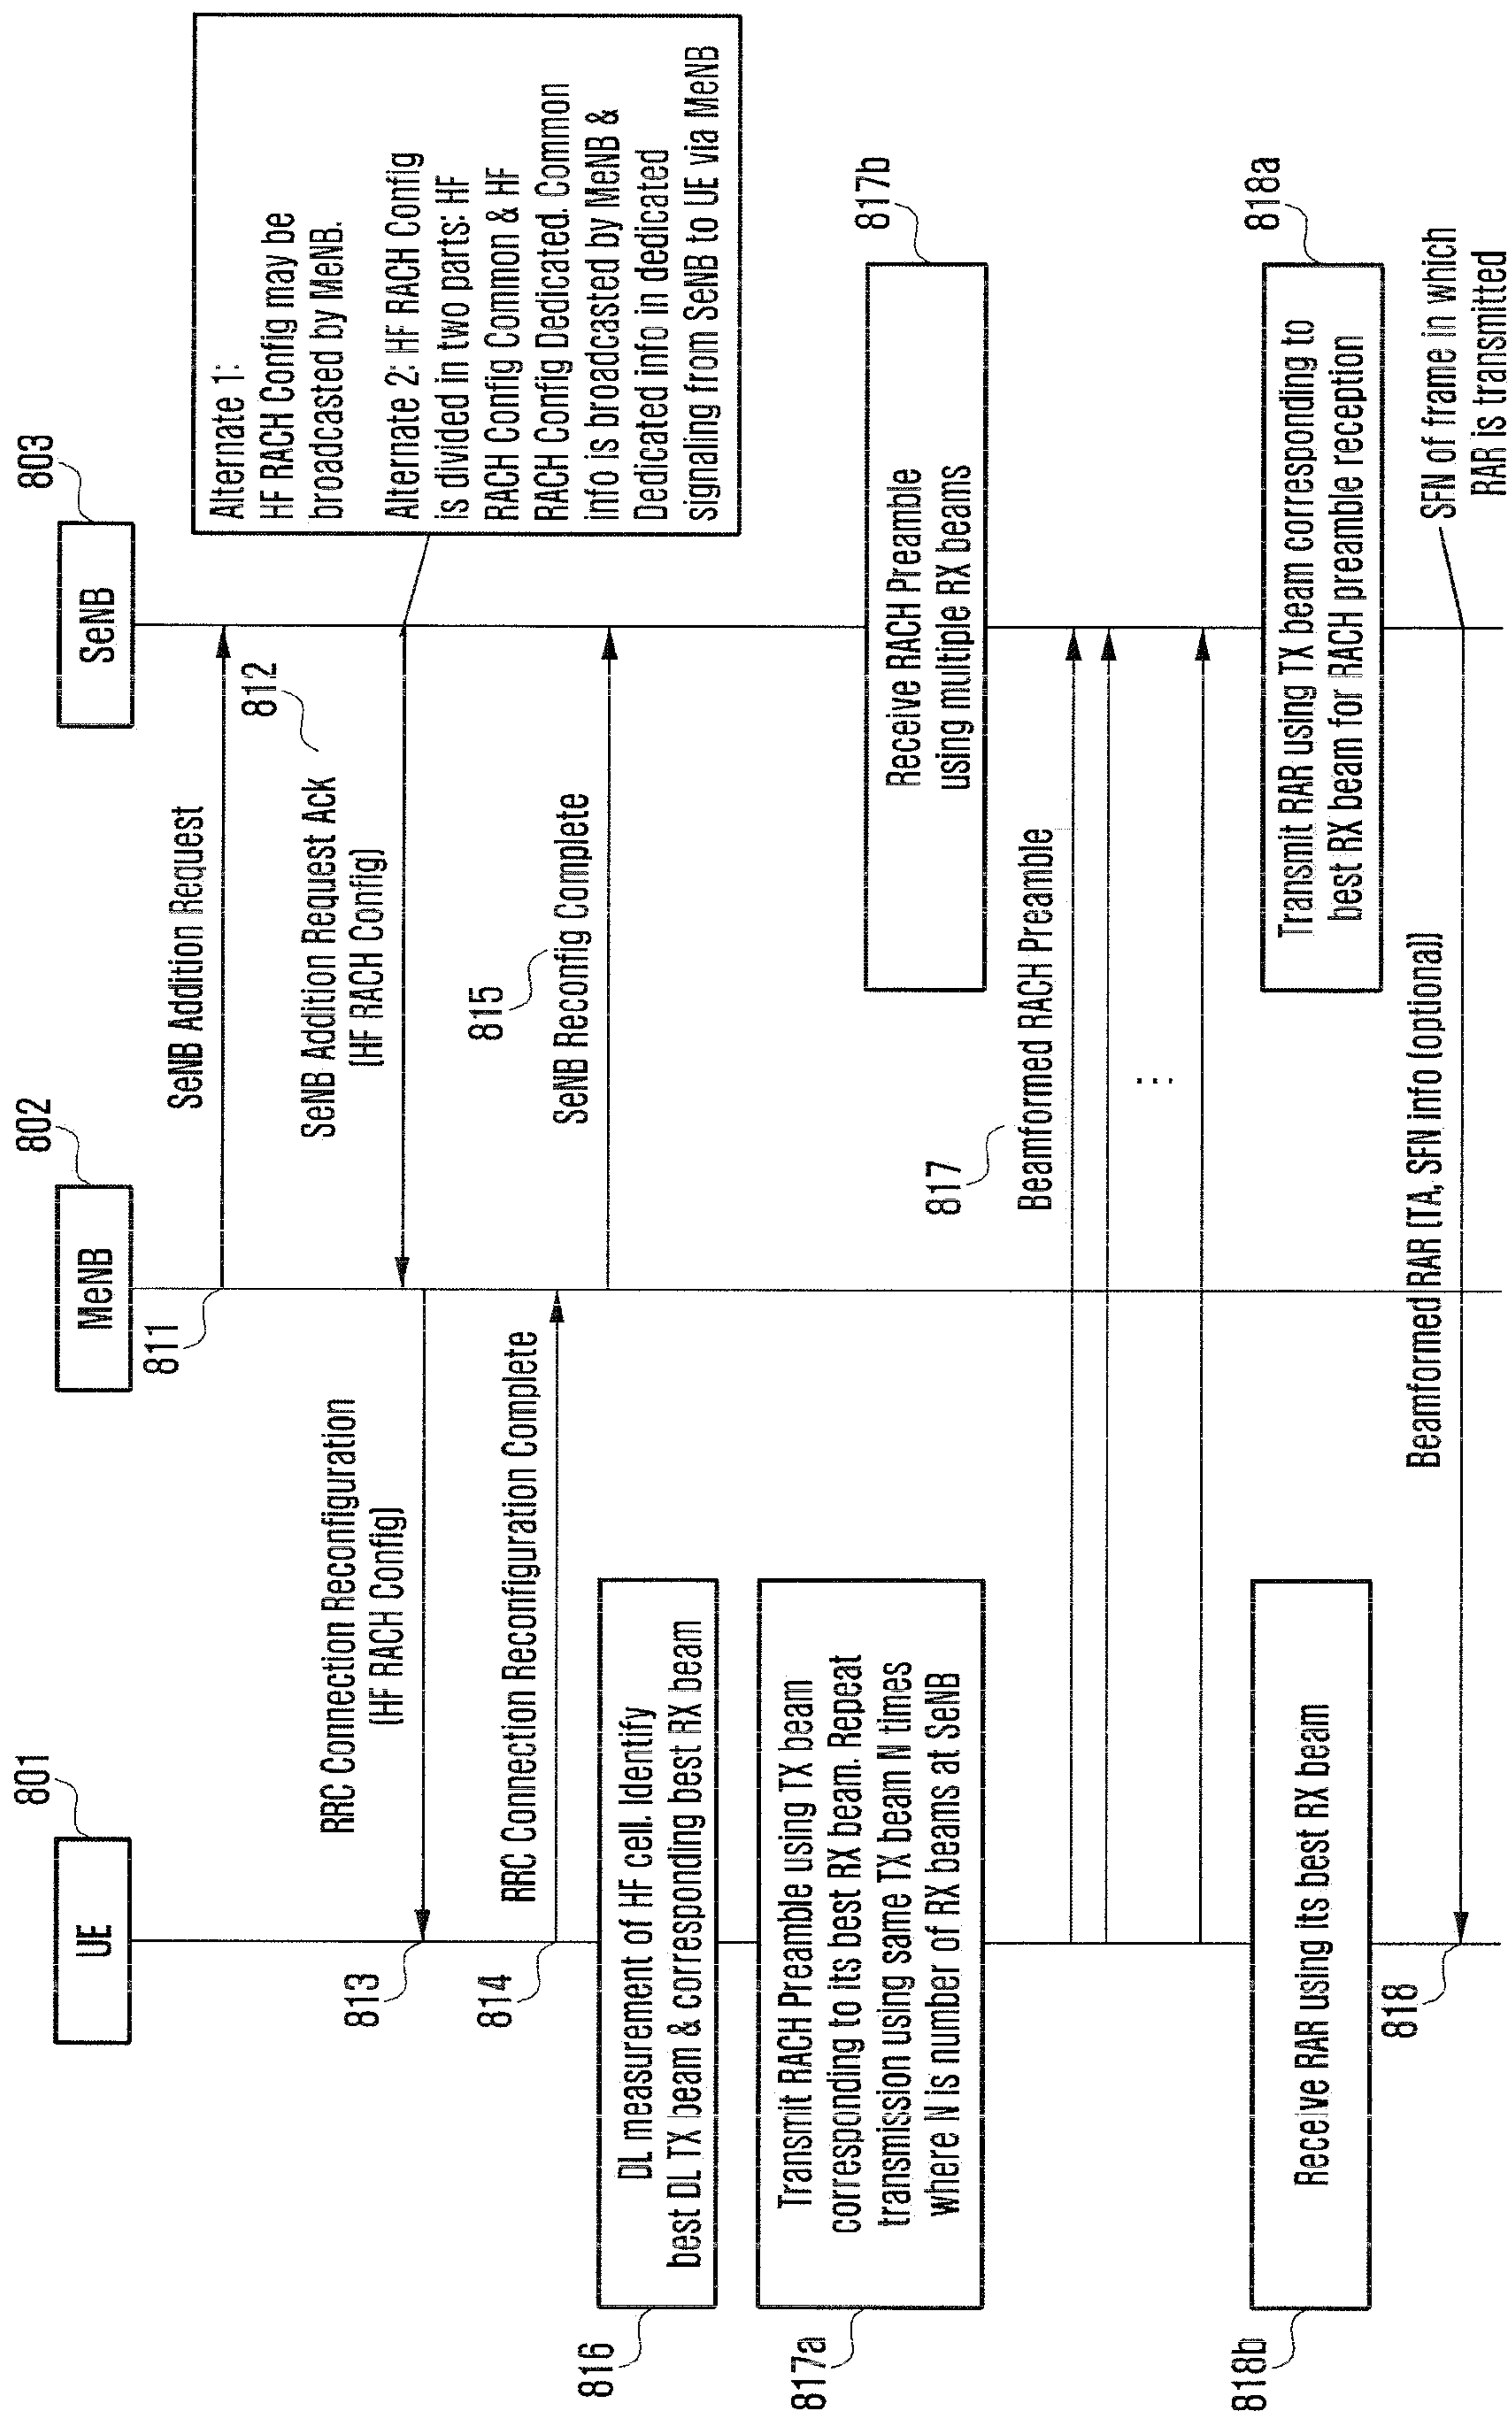 801
UE
802
MeNB
803
SeNB
811
SeNB Addition Request
812
SeNB Addition Request Ack
(HF RACH Config)
Alternate 1:
HF RACH Config may be
broadcasted by MeNB.
Alternate 2: HF RACH Config
is divided in two parts: HF
RACH Config Common & HF
RACH Config Dedicated. Common
info is broadcasted by MeNB &
Dedicated info in dedicated
signaling from SeNB to UE via MeNB
RRC Connection Reconfiguration
(HF RACH Config)
813
RRC Connection Reconfiguration Complete
814
815
SeNB Reconfig Complete
816
DL measurement of HF cell. Identify
best DL TX beam & corresponding best RX beam
817a
Transmit RACH Preamble using TX beam
corresponding to its best RX beam. Repeat
transmission using same TX beam N times
where N is number of RX beams at SeNB
817b
Receive RACH Preamble
using multiple RX beams
817
Beamformed RACH Preamble
...
818b
Receive RAR using its best RX beam
818a
Transmit RAR using TX beam corresponding to
best RX beam for RACH preamble reception
818
Beamformed RAR (TA, SFN info (optional))
SFN of frame in which
RAR is transmitted